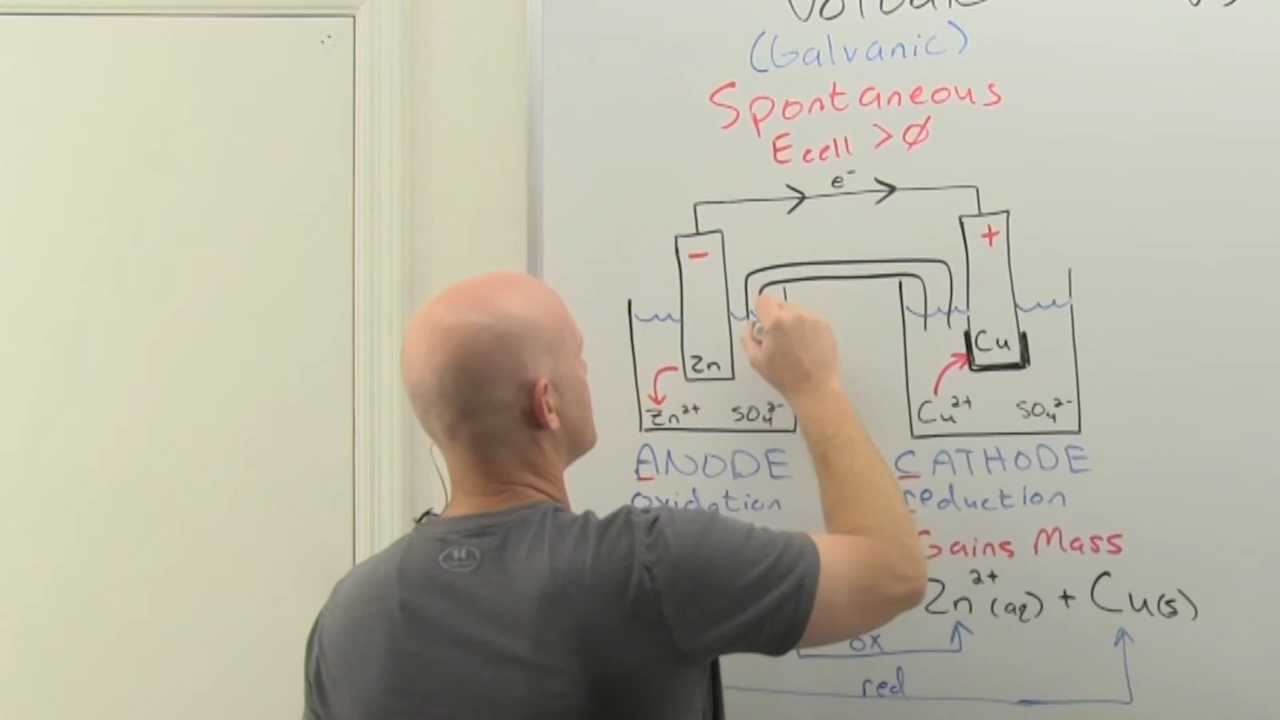 (Galvanic)
Spontaneous
Ecell > Ø
e⁻
− +
Zn Cu
Zn²⁺ SO₄²⁻ Cu²⁺ SO₄²⁻
ANODE CATHODE
oxidation reduction
Gains Mass
Zn²⁺(aq) + Cu(s)
ox
red